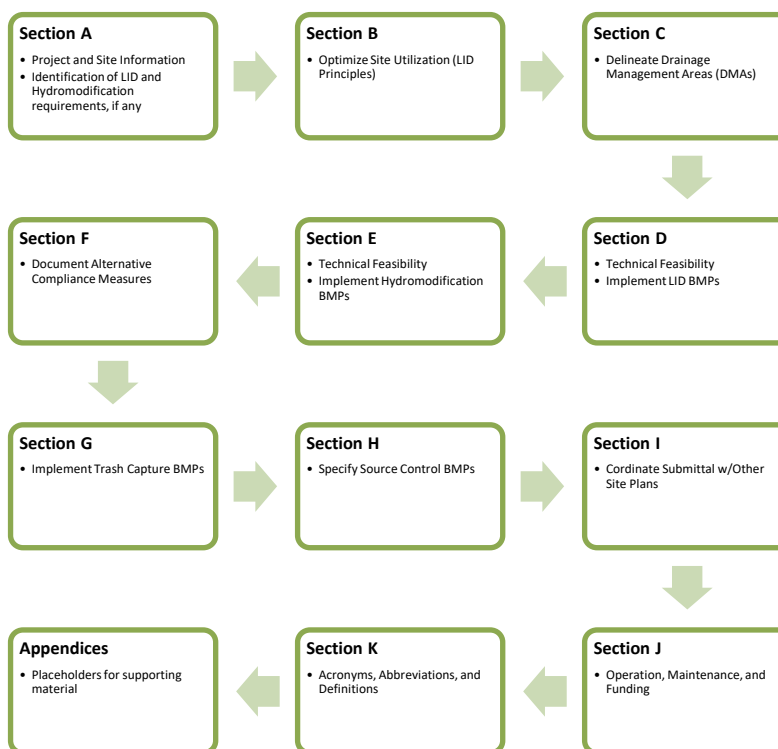 Section A
• Project and Site Information
• Identification of LID and
Hydromodification
requirements, if any
Section B
• Optimize Site Utilization (LID
Principles)
Section C
• Delineate Drainage
Management Areas (DMAs)
Section F
• Document Alternative
Compliance Measures
Section E
• Technical Feasibility
• Implement Hydromodification
BMPs
Section D
• Technical Feasibility
• Implement LID BMPs
Section G
• Implement Trash Capture BMPs
Section H
• Specify Source Control BMPs
Section I
• Cordinate Submittal w/Other
Site Plans
Appendices
• Placeholders for supporting
material
Section K
• Acronyms, Abbreviations, and
Definitions
Section J
• Operation, Maintenance, and
Funding